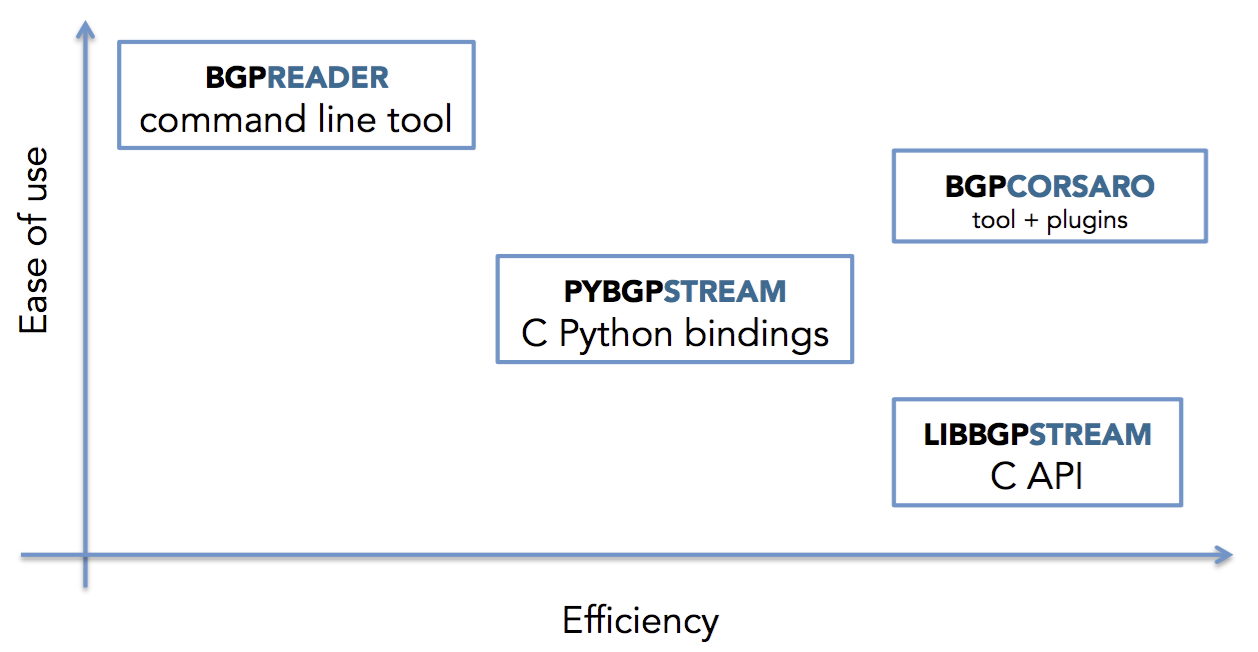 BGPREADER
command line tool
BGPCORSARO
tool + plugins
PYBGPSTREAM
C Python bindings
LIBBGPSTREAM
C API
Ease of use
Efficiency